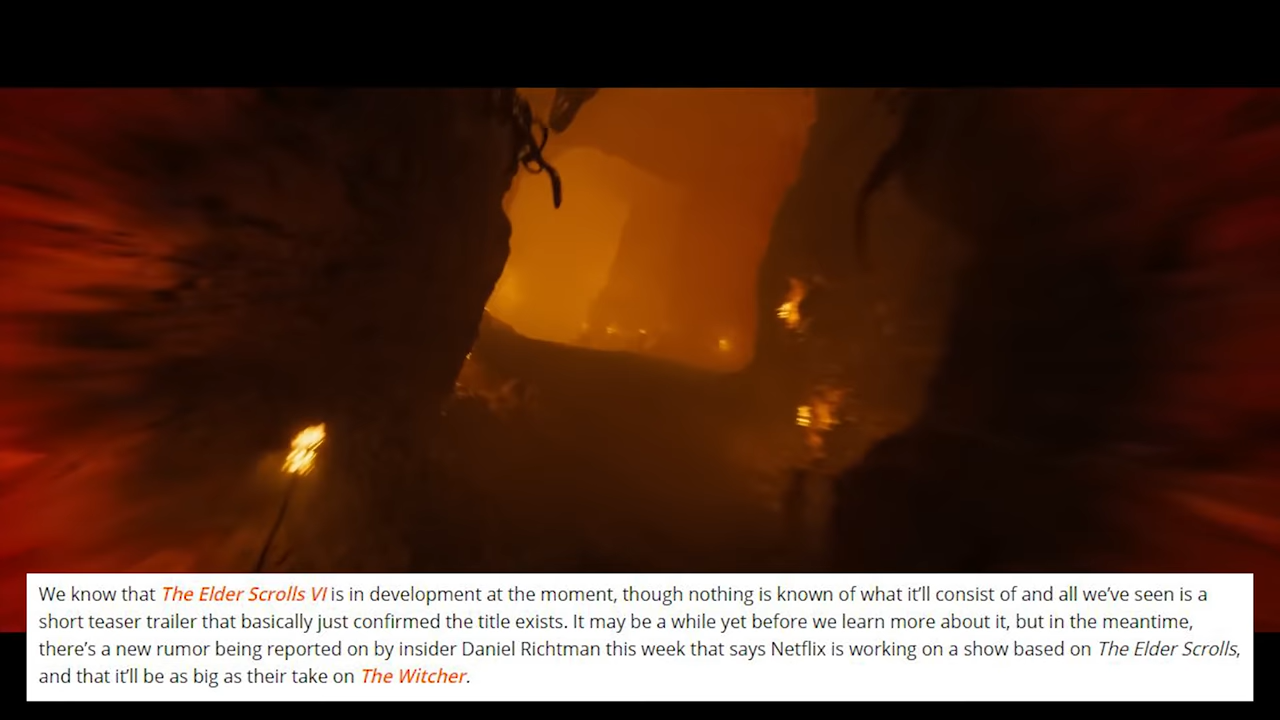 We know that The Elder Scrolls VI is in development at the moment, though nothing is known of what it’ll consist of and all we’ve seen is a
short teaser trailer that basically just confirmed the title exists. It may be a while yet before we learn more about it, but in the meantime,
there’s a new rumor being reported on by insider Daniel Richtman this week that says Netflix is working on a show based on The Elder Scrolls,
and that it’ll be as big as their take on The Witcher.